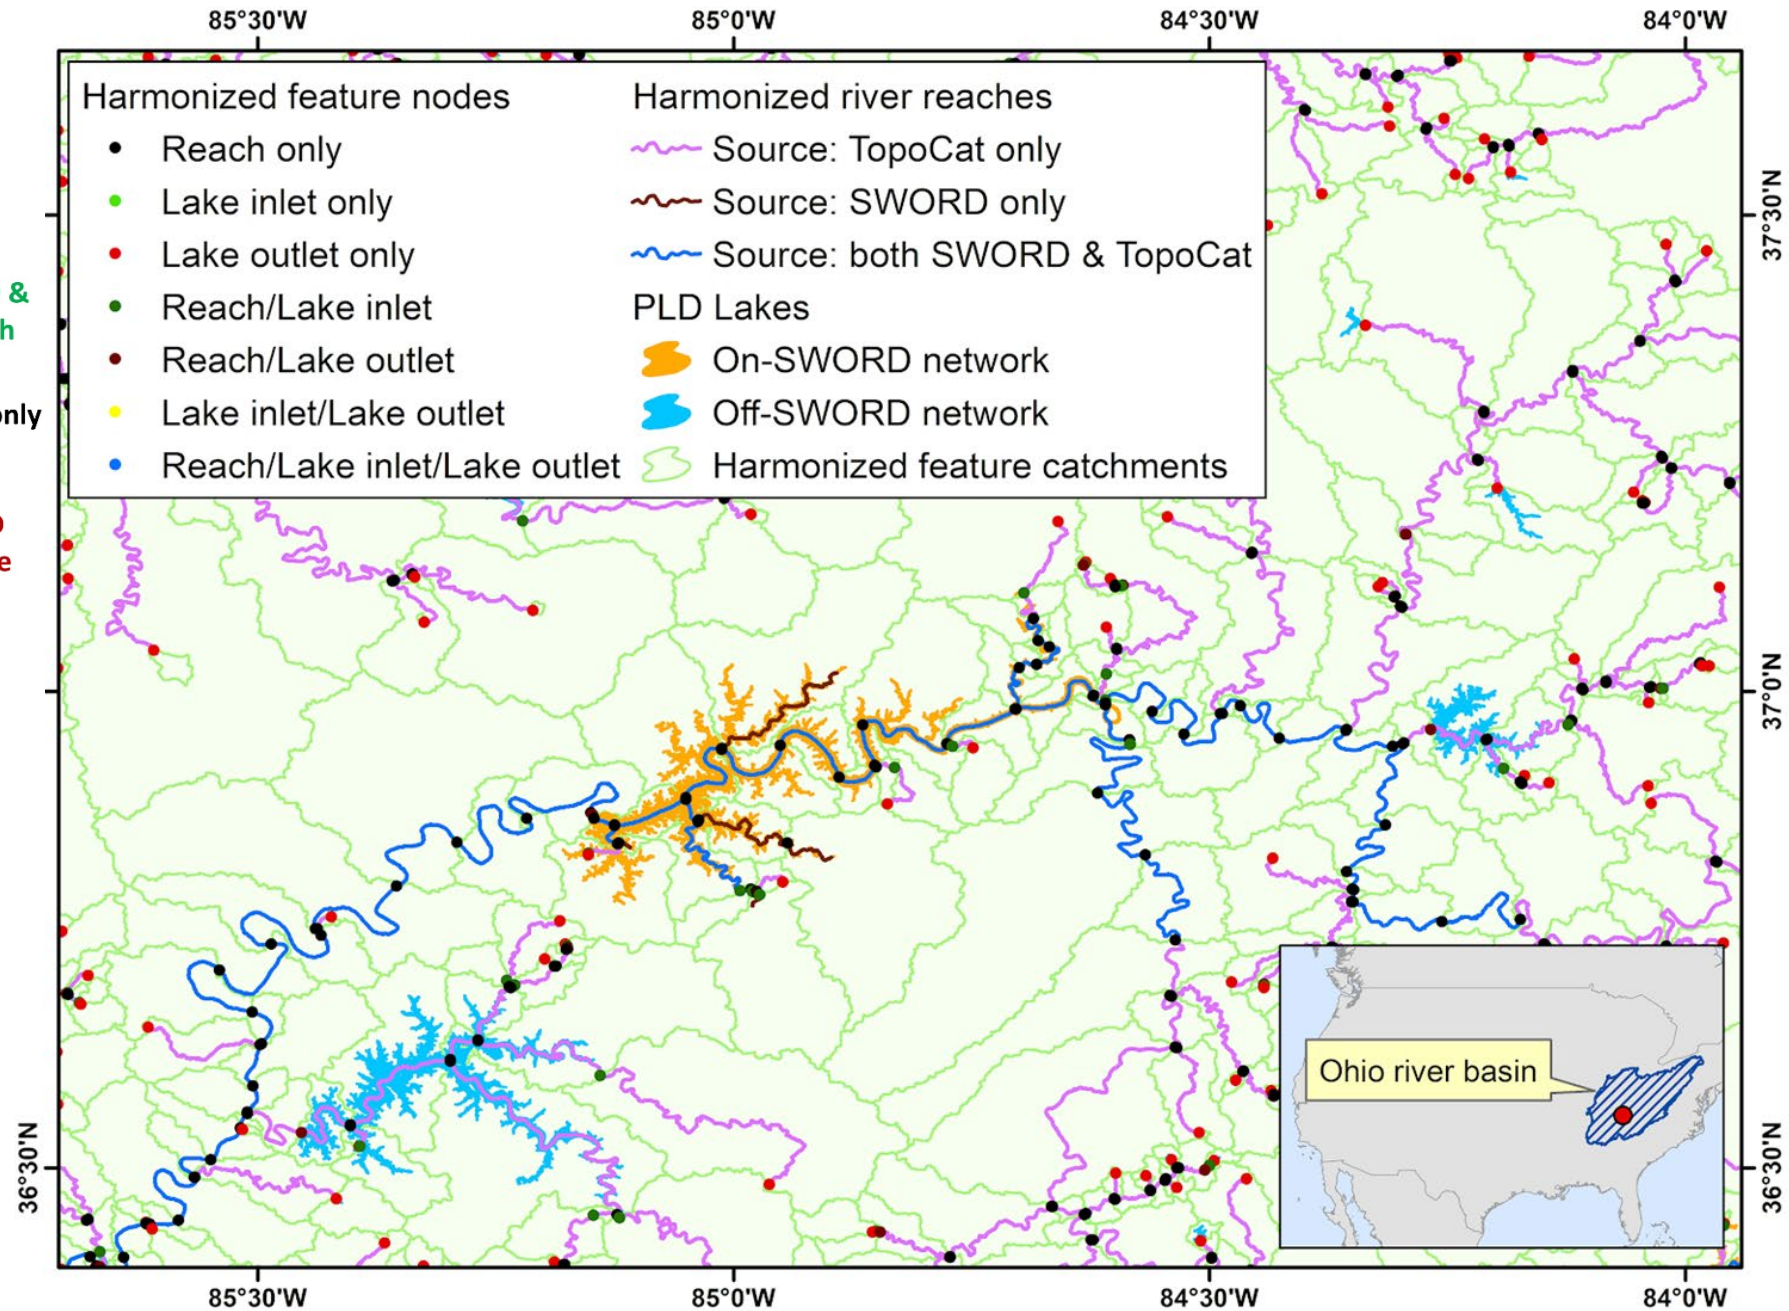 85°30'W 85°0'W 84°30'W 84°0'W
Harmonized feature nodes
Reach only
Lake inlet only
Lake outlet only
Reach/Lake inlet
Reach/Lake outlet
Lake inlet/Lake outlet
Reach/Lake inlet/Lake outlet
Harmonized river reaches
Source: TopoCat only
Source: SWORD only
Source: both SWORD & TopoCat
PLD Lakes
On-SWORD network
Off-SWORD network
Harmonized feature catchments
&
37°30'N
37°0'N
36°30'N
36°30'N
Ohio river basin
85°30'W 85°0'W 84°30'W 84°0'W